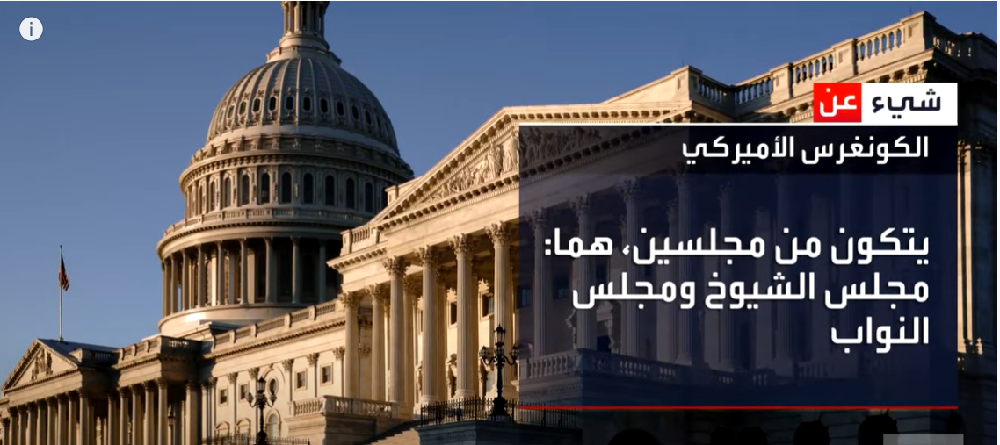 شيء عن
الكونغرس الأميركي
يتكون من مجلسين، هما:
مجلس الشيوخ ومجلس
النواب